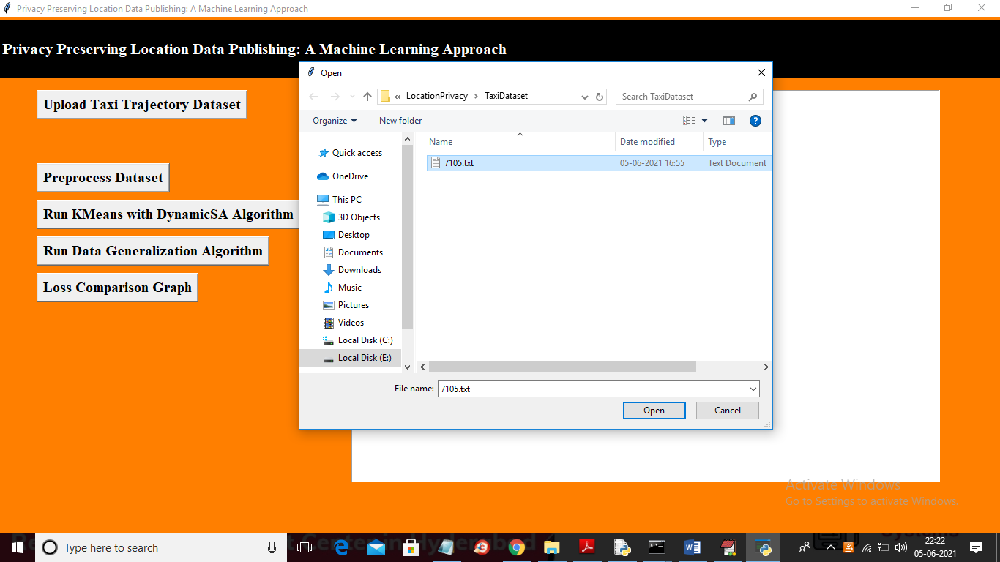 Privacy Preserving Location Data Publishing: A Machine Learning Approach
Privacy Preserving Location Data Publishing: A Machine Learning Approach
Upload Taxi Trajectory Dataset
Preprocess Dataset
Run KMeans with DynamicSA Algorithm
Run Data Generalization Algorithm
Loss Comparison Graph
Open
« LocationPrivacy › TaxiDataset
Search TaxiDataset
Organize
New folder
Name Date modified Type
7105.txt 05-06-2021 16:55 Text Document
Quick access
OneDrive
This PC
3D Objects
Desktop
Documents
Downloads
Music
Pictures
Videos
Local Disk (C:)
Local Disk (E:)
File name: 7105.txt
Open Cancel
Activate Windows
Go to Settings to activate Windows.
Type here to search
22:22
05-06-2021